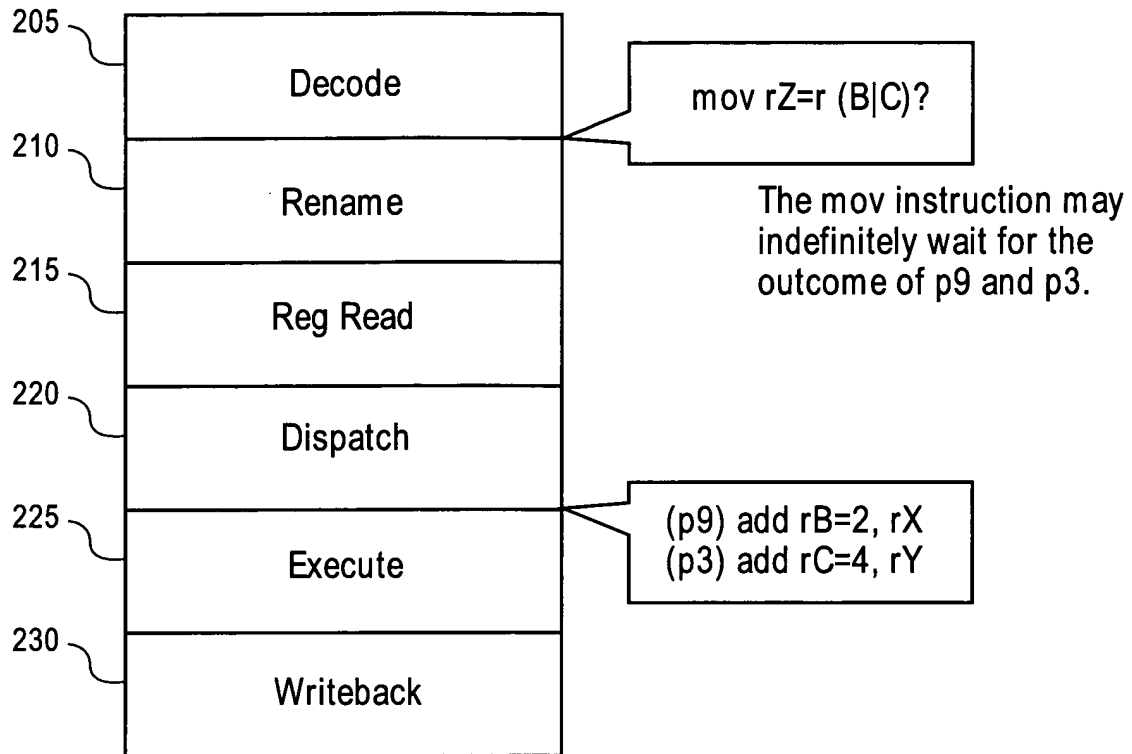 205
Decode
mov rZ=r (B|C)?
210
Rename
The mov instruction may
indefinitely wait for the
outcome of p9 and p3.
215
Reg Read
220
Dispatch
225
(p9) add rB=2, rX
(p3) add rC=4, rY
Execute
230
Writeback